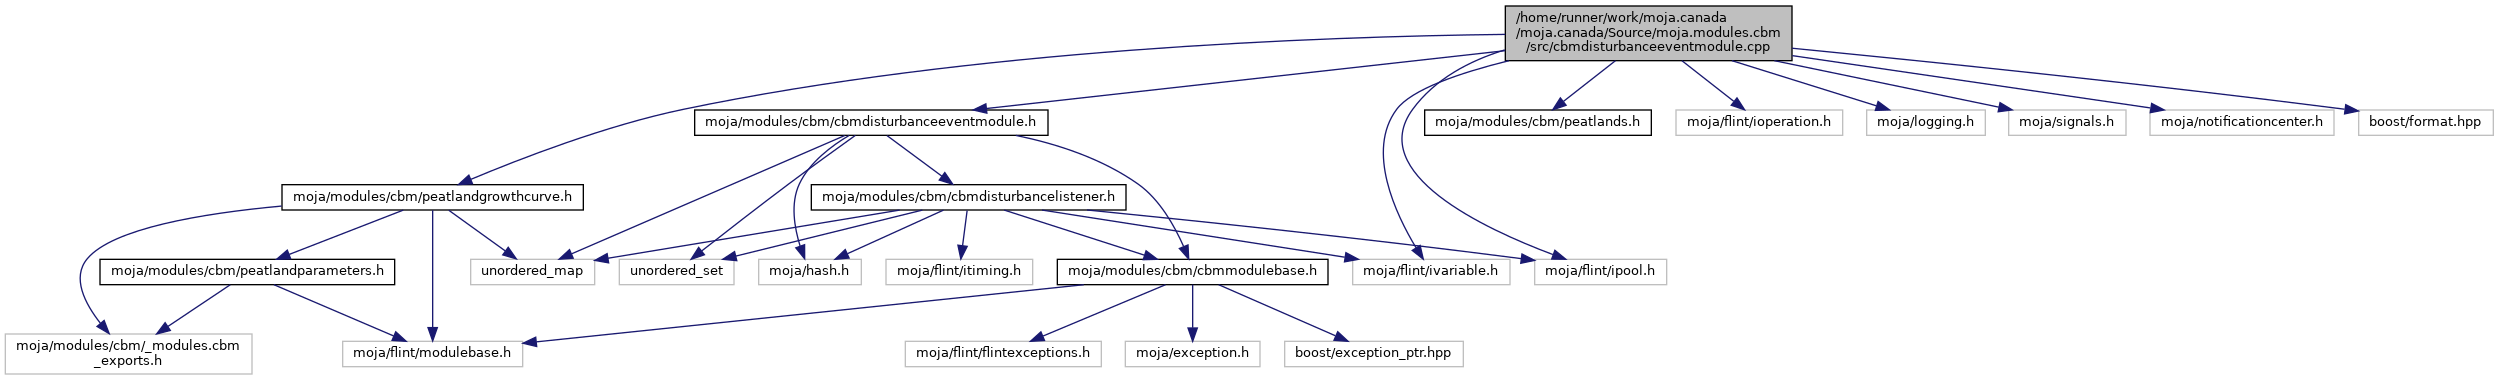 /home/runner/work/moja.canada
/moja.canada/Source/moja.modules.cbm
/src/cbmdisturbanceeventmodule.cpp
moja/modules/cbm/cbmdisturbanceeventmodule.h
moja/modules/cbm/peatlands.h
moja/flint/ioperation.h
moja/logging.h
moja/signals.h
moja/notificationcenter.h
boost/format.hpp
moja/modules/cbm/peatlandgrowthcurve.h
moja/modules/cbm/cbmdisturbancelistener.h
moja/modules/cbm/peatlandparameters.h
unordered_map
unordered_set
moja/hash.h
moja/flint/itiming.h
moja/modules/cbm/cbmmodulebase.h
moja/flint/ivariable.h
moja/flint/ipool.h
moja/modules/cbm/_modules.cbm
_exports.h
moja/flint/modulebase.h
moja/flint/flintexceptions.h
moja/exception.h
boost/exception_ptr.hpp